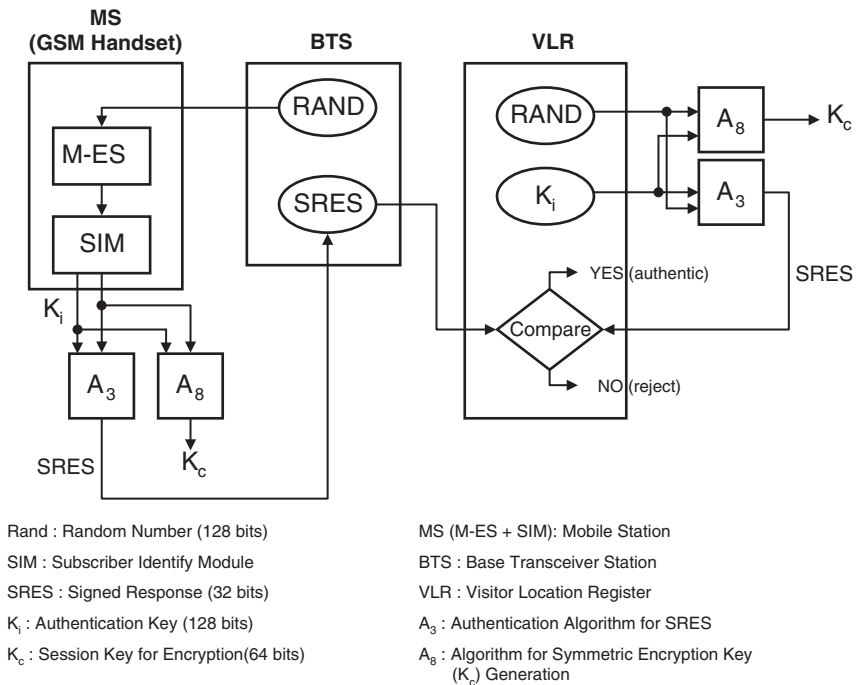 MS
(GSM Handset)
BTS
VLR
RAND
RAND
A8
Kc
M-ES
SRES
Ki
A3
SIM
YES (authentic)
SRES
Ki
Compare
A3
A8
NO (reject)
SRES
Kc
Rand : Random Number (128 bits)
SIM : Subscriber Identify Module
SRES : Signed Response (32 bits)
Ki : Authentication Key (128 bits)
Kc : Session Key for Encryption(64 bits)
MS (M-ES + SIM): Mobile Station
BTS : Base Transceiver Station
VLR : Visitor Location Register
A3 : Authentication Algorithm for SRES
A8 : Algorithm for Symmetric Encryption Key
(Kc) Generation